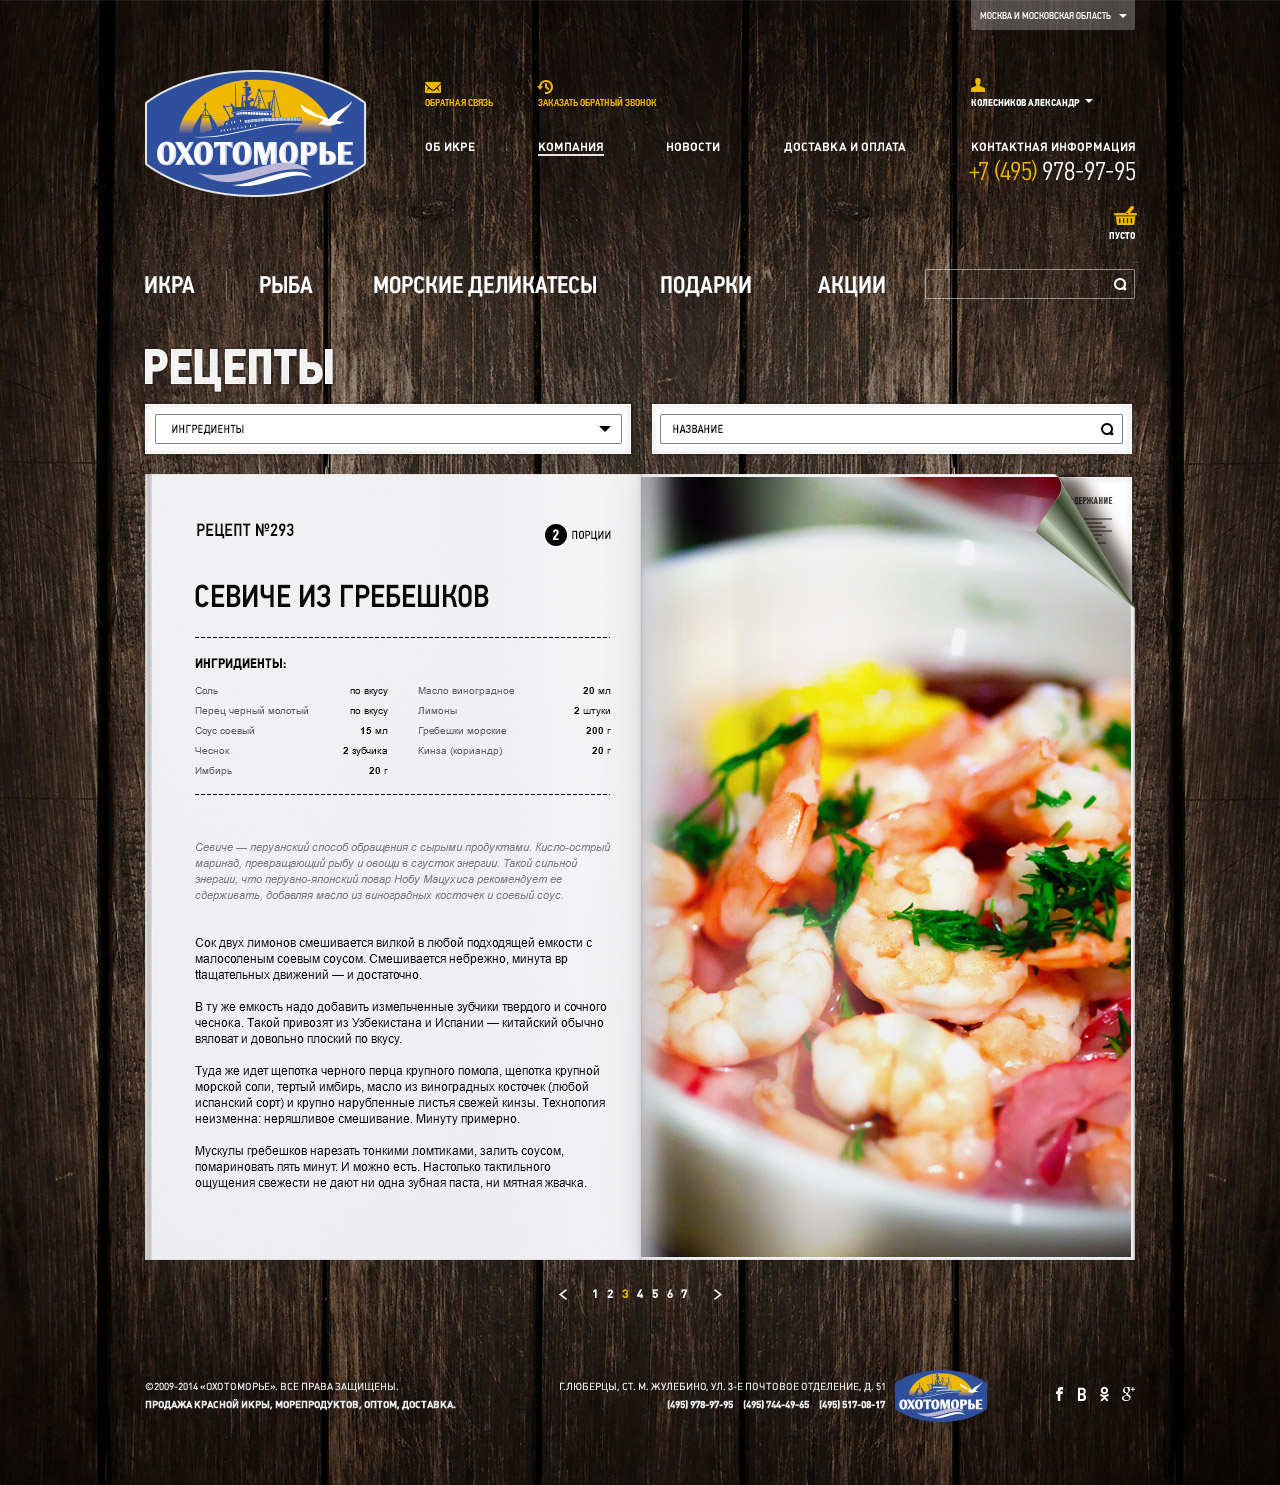 МОСКВА И МОСКОВСКАЯ ОБЛАСТЬ
ОХОТОМОРЬЕ
ОБРАТНАЯ СВЯЗЬ
ЗАКАЗАТЬ ОБРАТНЫЙ ЗВОНОК
КОЛЕСНИКОВ АЛЕКСАНДР
ОБ ИКРЕ
КОМПАНИЯ
НОВОСТИ
ДОСТАВКА И ОПЛАТА
КОНТАКТНАЯ ИНФОРМАЦИЯ
+7 (495) 978-97-95
ПУСТО
ИКРА
РЫБА
МОРСКИЕ ДЕЛИКАТЕСЫ
ПОДАРКИ
АКЦИИ
РЕЦЕПТЫ
ИНГРЕДИЕНТЫ
НАЗВАНИЕ
ДЕРЖАНИЕ
РЕЦЕПТ №293
2 ПОРЦИИ
СЕВИЧЕ ИЗ ГРЕБЕШКОВ
ИНГРИДИЕНТЫ:
Соль по вкусу
Перец черный молотый по вкусу
Соус соевый 15 мл
Чеснок 2 зубчика
Имбирь 20 г
Масло виноградное 20 мл
Лимоны 2 штуки
Гребешки морские 200 г
Кинза (кориандр) 20 г
Севиче — перуанский способ обращения с сырыми продуктами. Кисло-острый
маринад, превращающий рыбу и овощи в сгусток энергии. Такой сильной
энергии, что перуано-японский повар Нобу Мацухиса рекомендует ее
сдерживать, добавляя масло из виноградных косточек и соевый соус.
Сок двух лимонов смешивается вилкой в любой подходящей емкости с
малосоленым соевым соусом. Смешивается небрежно, минута вр
ttащательных движений — и достаточно.
В ту же емкость надо добавить измельченные зубчики твердого и сочного
чеснока. Такой привозят из Узбекистана и Испании — китайский обычно
вяловат и довольно плоский по вкусу.
Туда же идет щепотка черного перца крупного помола, щепотка крупной
морской соли, тертый имбирь, масло из виноградных косточек (любой
испанский сорт) и крупно нарубленные листья свежей кинзы. Технология
неизменна: неряшливое смешивание. Минуту примерно.
Мускулы гребешков нарезать тонкими ломтиками, залить соусом,
помариновать пять минут. И можно есть. Настолько тактильного
ощущения свежести не дают ни одна зубная паста, ни мятная жвачка.
1 2 3 4 5 6 7
©2009-2014 «ОХОТОМОРЬЕ». ВСЕ ПРАВА ЗАЩИЩЕНЫ.
ПРОДАЖА КРАСНОЙ ИКРЫ, МОРЕПРОДУКТОВ, ОПТОМ, ДОСТАВКА.
Г.ЛЮБЕРЦЫ, СТ. М. ЖУЛЕБИНО, УЛ. 3-Е ПОЧТОВОЕ ОТДЕЛЕНИЕ, Д. 51
(495) 978-97-95 (495) 744-49-65 (495) 517-08-17
ОХОТОМОРЬЕ